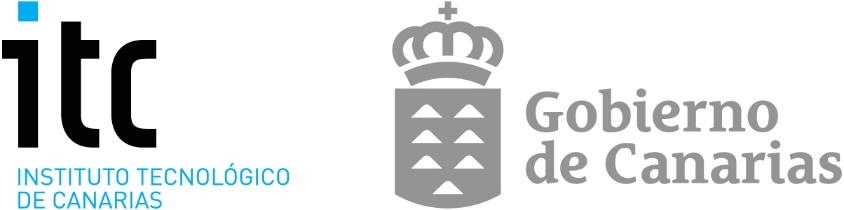 itc
INSTITUTO TECNOLÓGICO
DE CANARIAS
Gobierno
de Canarias